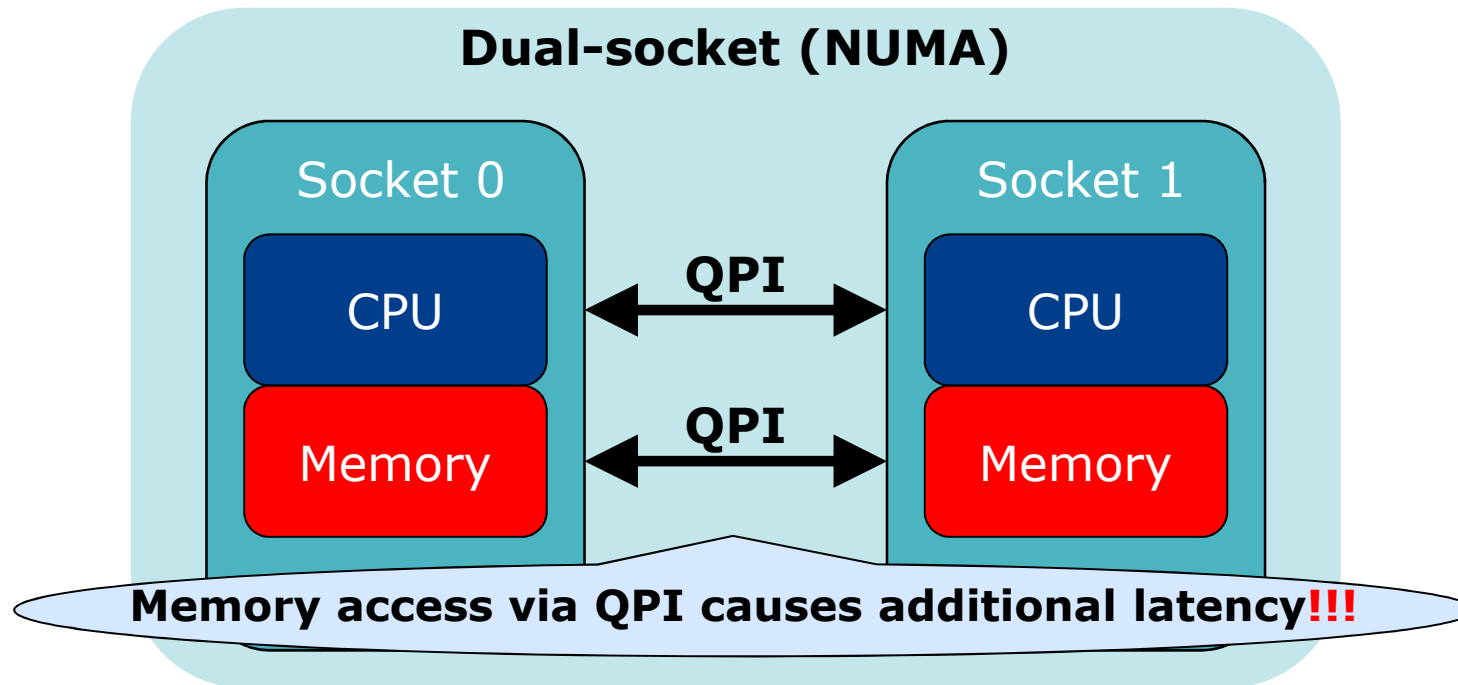 Dual-socket (NUMA)
Socket 0
Socket 1
QPI
CPU
CPU
QPI
Memory
Memory
Memory access via QPI causes additional latency!!!